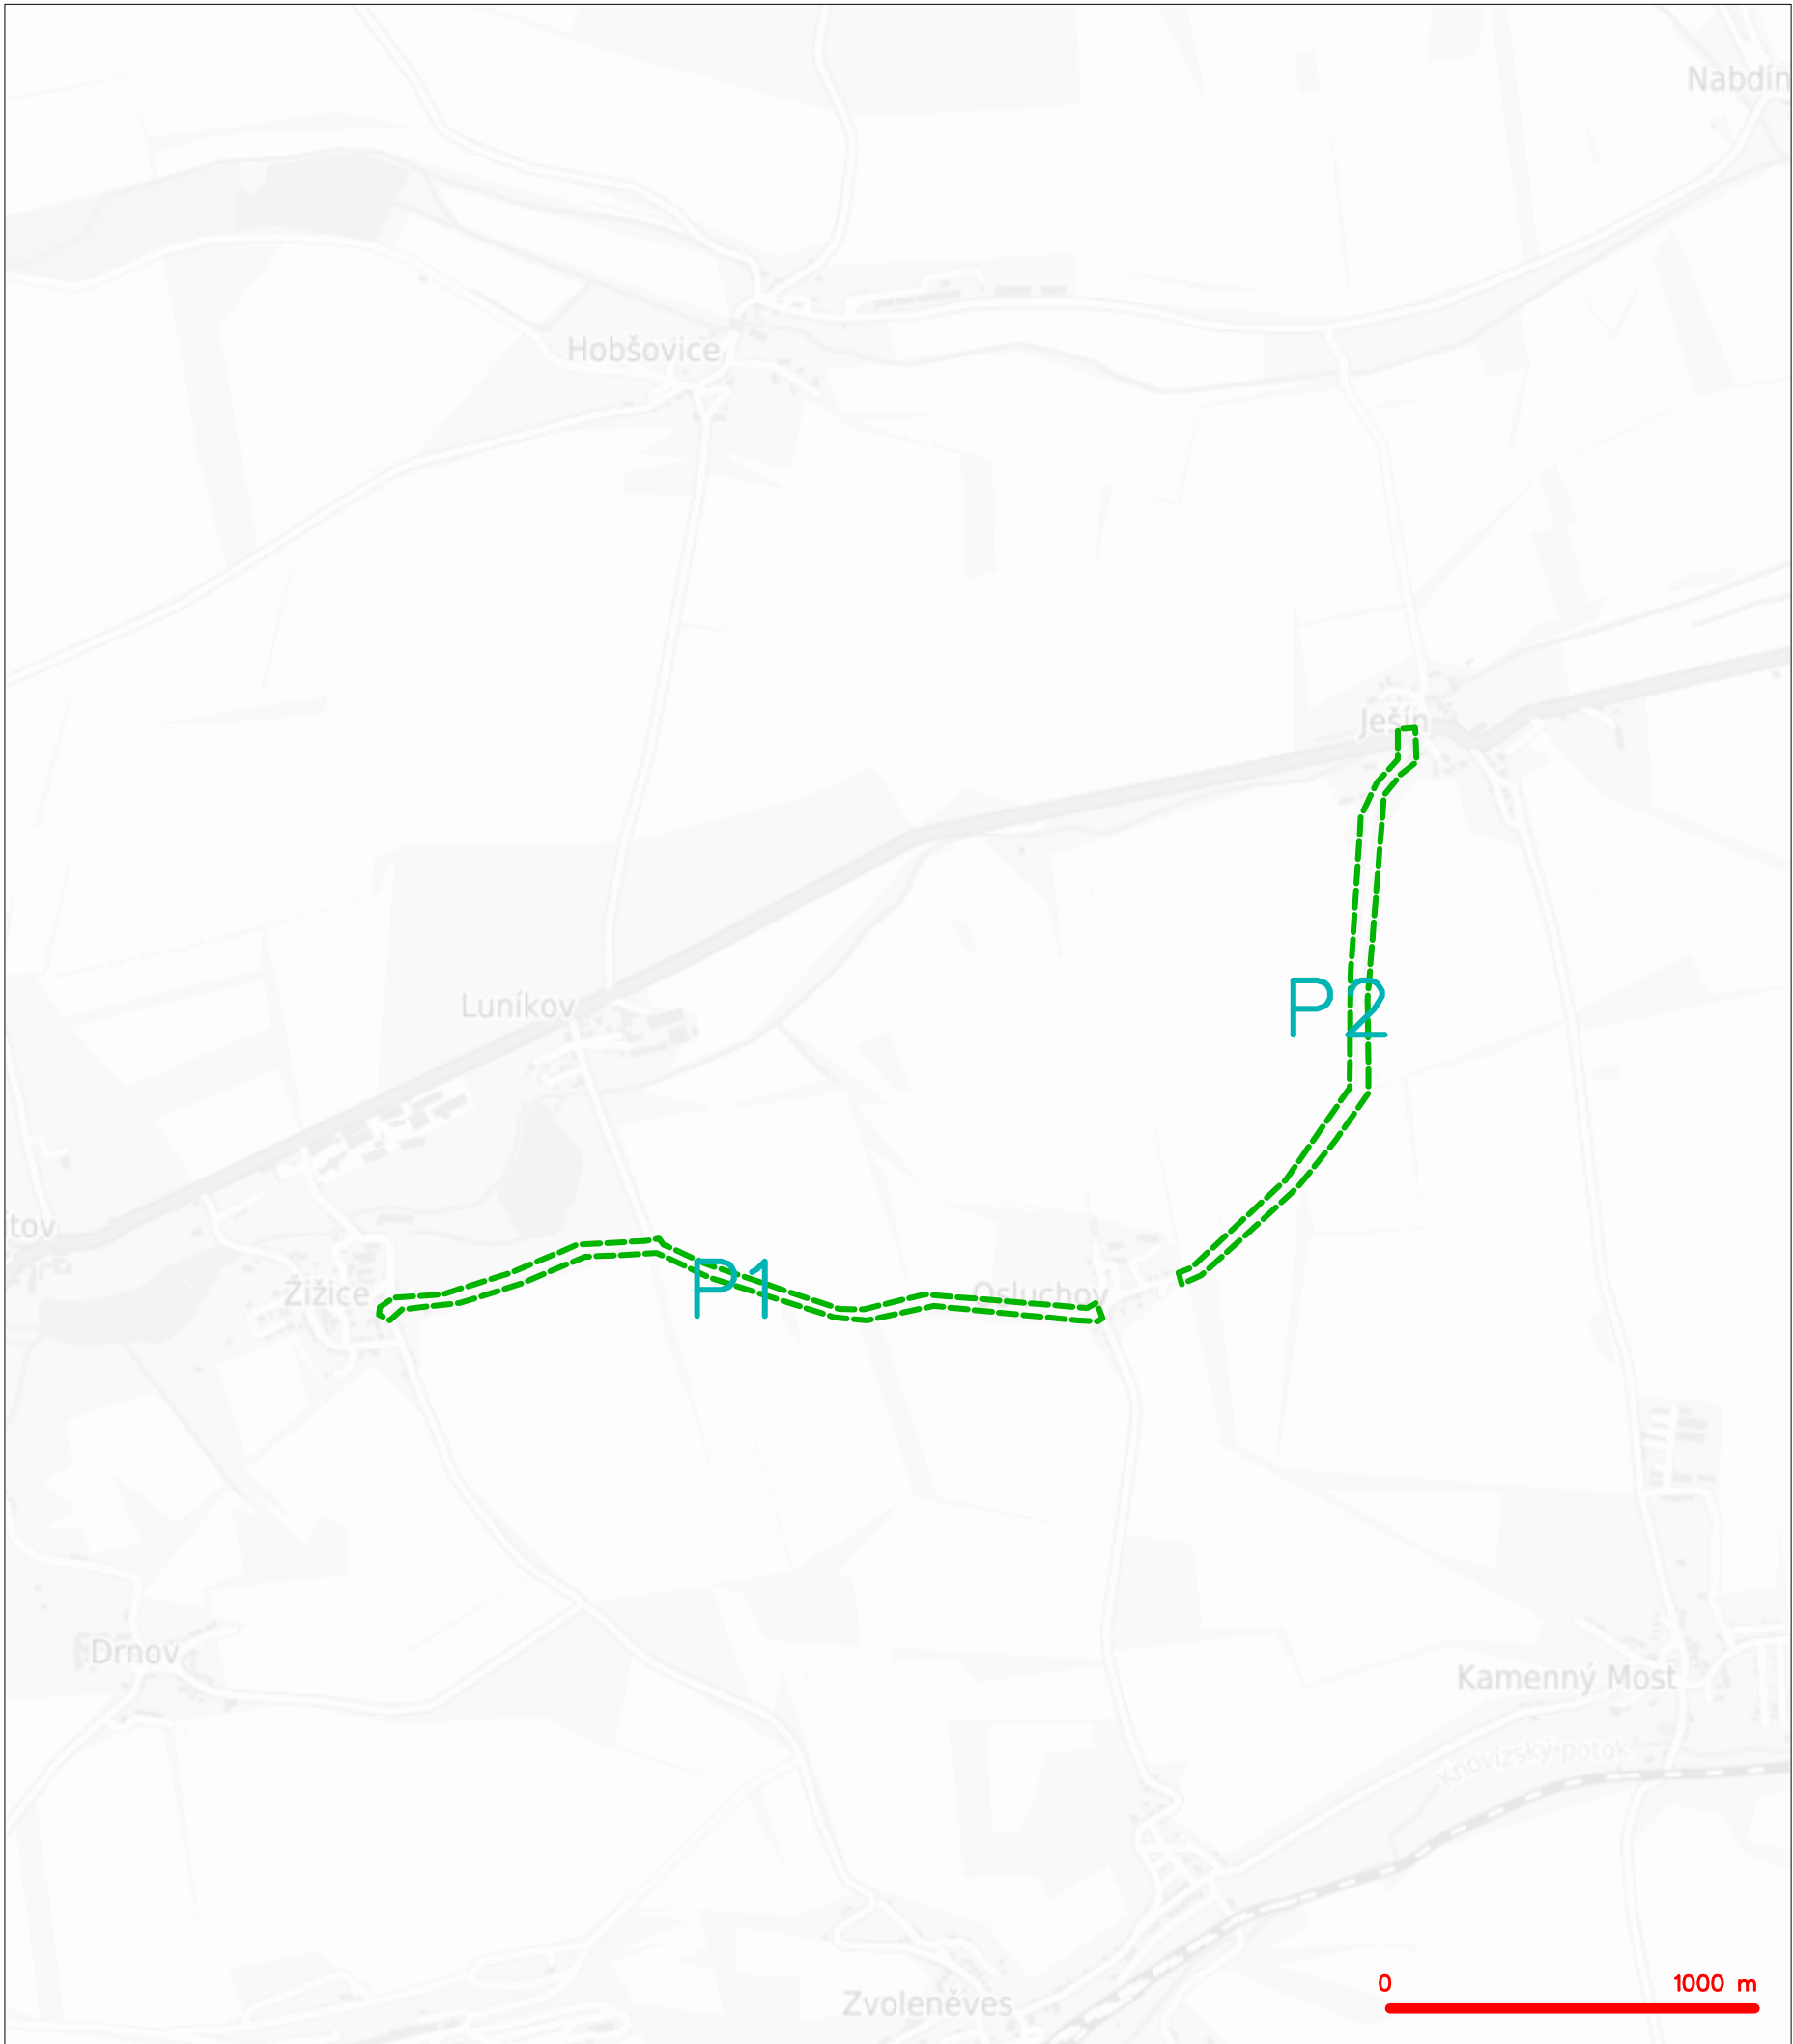 Nabdín
Hobšovice
Ješín
Luníkov
P2
tov
Žižice
P1
Osluchov
Drnov
Kamenný Most
Knovízský potok
Zvoleněves
0 1000 m